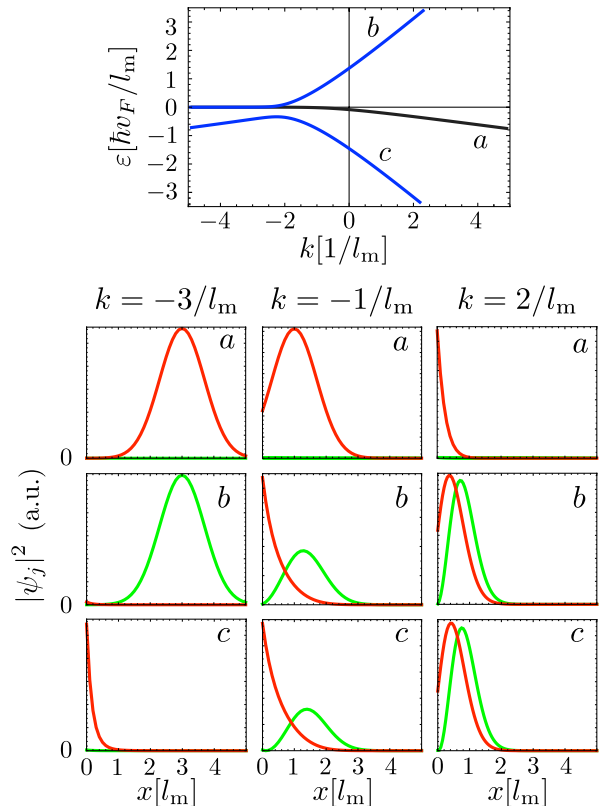 3
2
1
0
−1
−2
−3
ε[ħv_F/l_m]
b
a
c
−4 −2 0 2 4
k[1/l_m]
k = −3/l_m k = −1/l_m k = 2/l_m
a a a
0
b b b
0
|ψ_j|² (a.u.)
c c c
0
0 1 2 3 4 0 1 2 3 4 0 1 2 3 4
x[l_m] x[l_m] x[l_m]